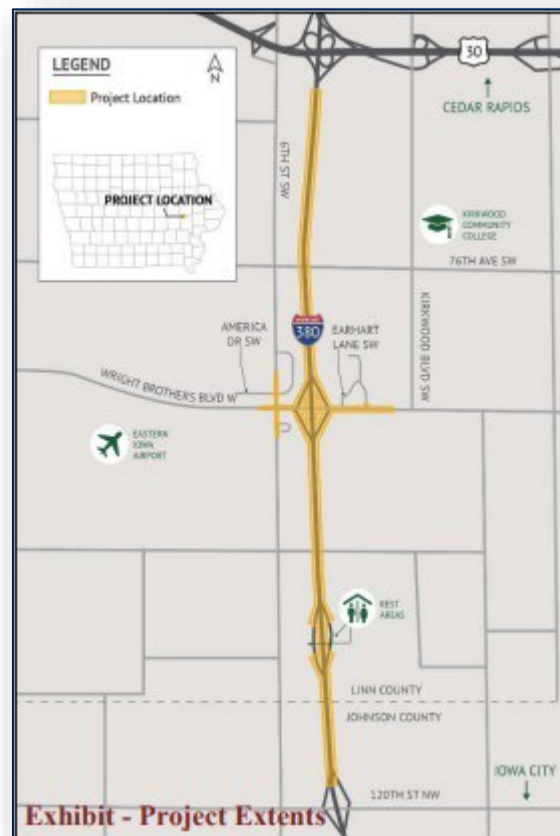 LEGEND
N
Project Location
PROJECT LOCATION
30
CEDAR RAPIDS
6TH ST SW
KIRKWOOD
COMMUNITY
COLLEGE
76TH AVE SW
KIRKWOOD BLVD SW
380
AMERICA
DR SW
EARHART
LANE SW
WRIGHT BROTHERS BLVD W
EASTERN
IOWA
AIRPORT
REST
AREAS
LINN COUNTY
JOHNSON COUNTY
IOWA CITY
120TH ST NW
Exhibit - Project Extents